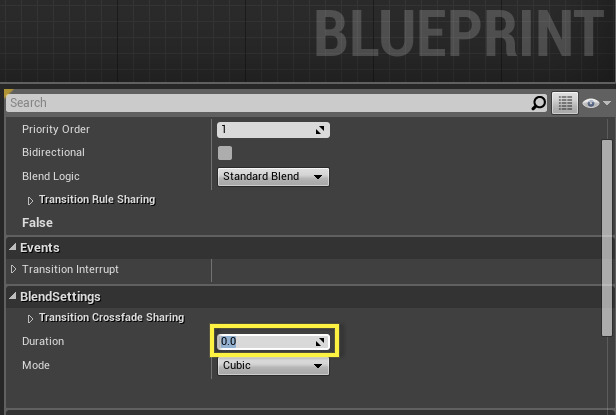 BLUEPRINT
Search
Priority Order 1
Bidirectional
Blend Logic Standard Blend
Transition Rule Sharing
False
Events
Transition Interrupt
BlendSettings
Transition Crossfade Sharing
Duration 0.0
Mode Cubic